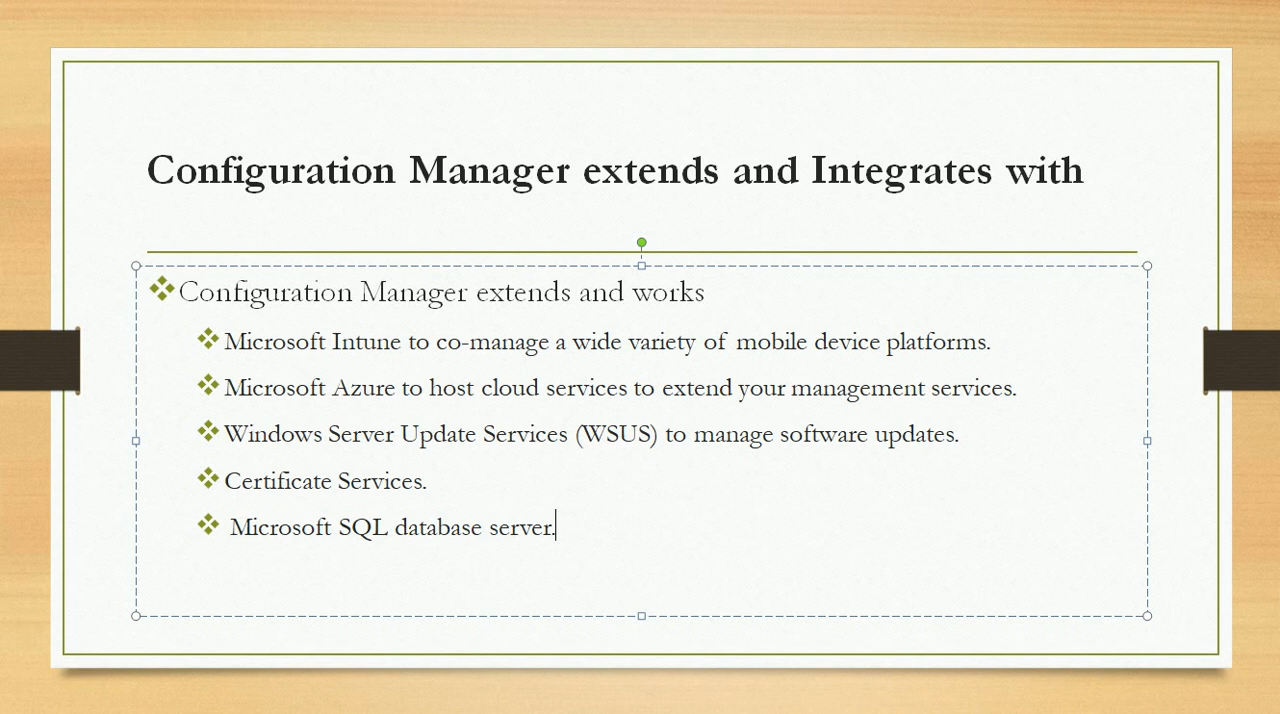 Configuration Manager extends and Integrates with
Configuration Manager extends and works
Microsoft Intune to co-manage a wide variety of mobile device platforms.
Microsoft Azure to host cloud services to extend your management services.
Windows Server Update Services (WSUS) to manage software updates.
Certificate Services.
Microsoft SQL database server.